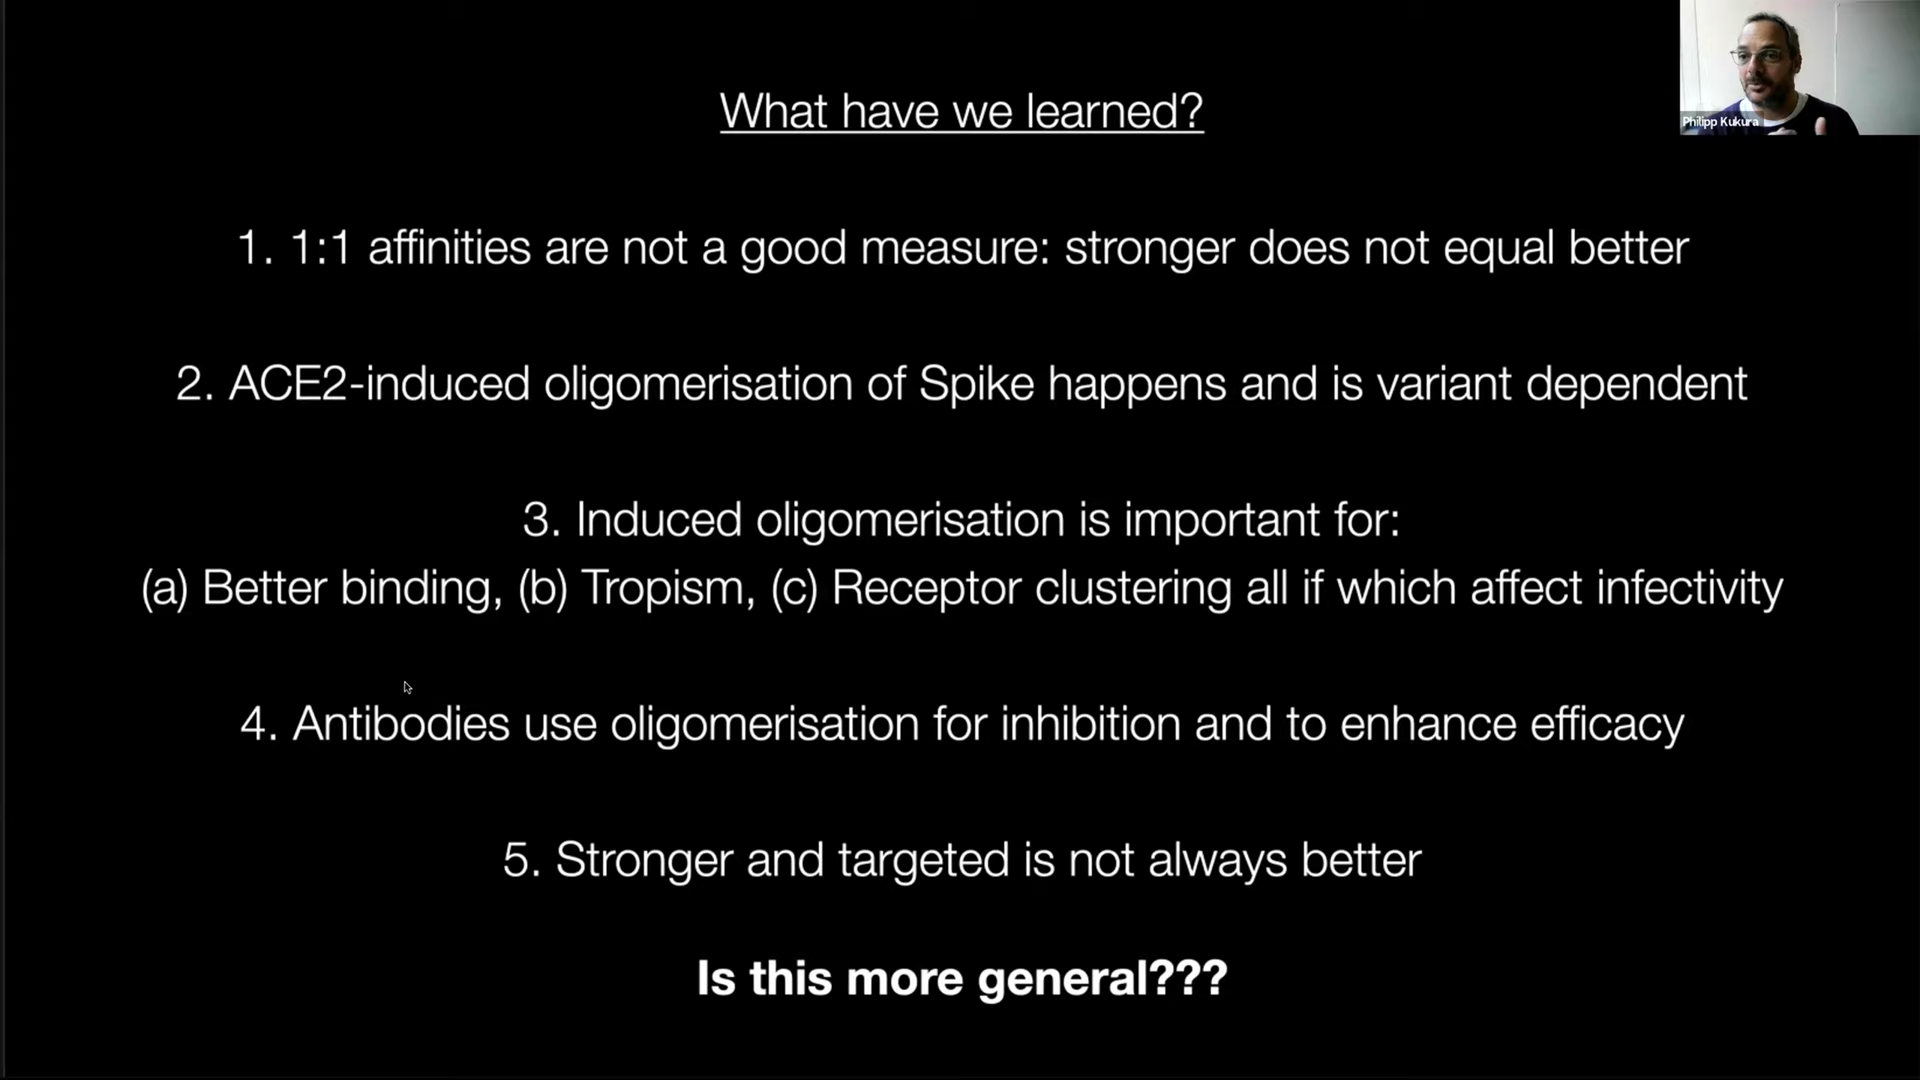 What have we learned?
Philipp Kukura
1. 1:1 affinities are not a good measure: stronger does not equal better
2. ACE2-induced oligomerisation of Spike happens and is variant dependent
3. Induced oligomerisation is important for:
(a) Better binding, (b) Tropism, (c) Receptor clustering all if which affect infectivity
4. Antibodies use oligomerisation for inhibition and to enhance efficacy
5. Stronger and targeted is not always better
Is this more general???